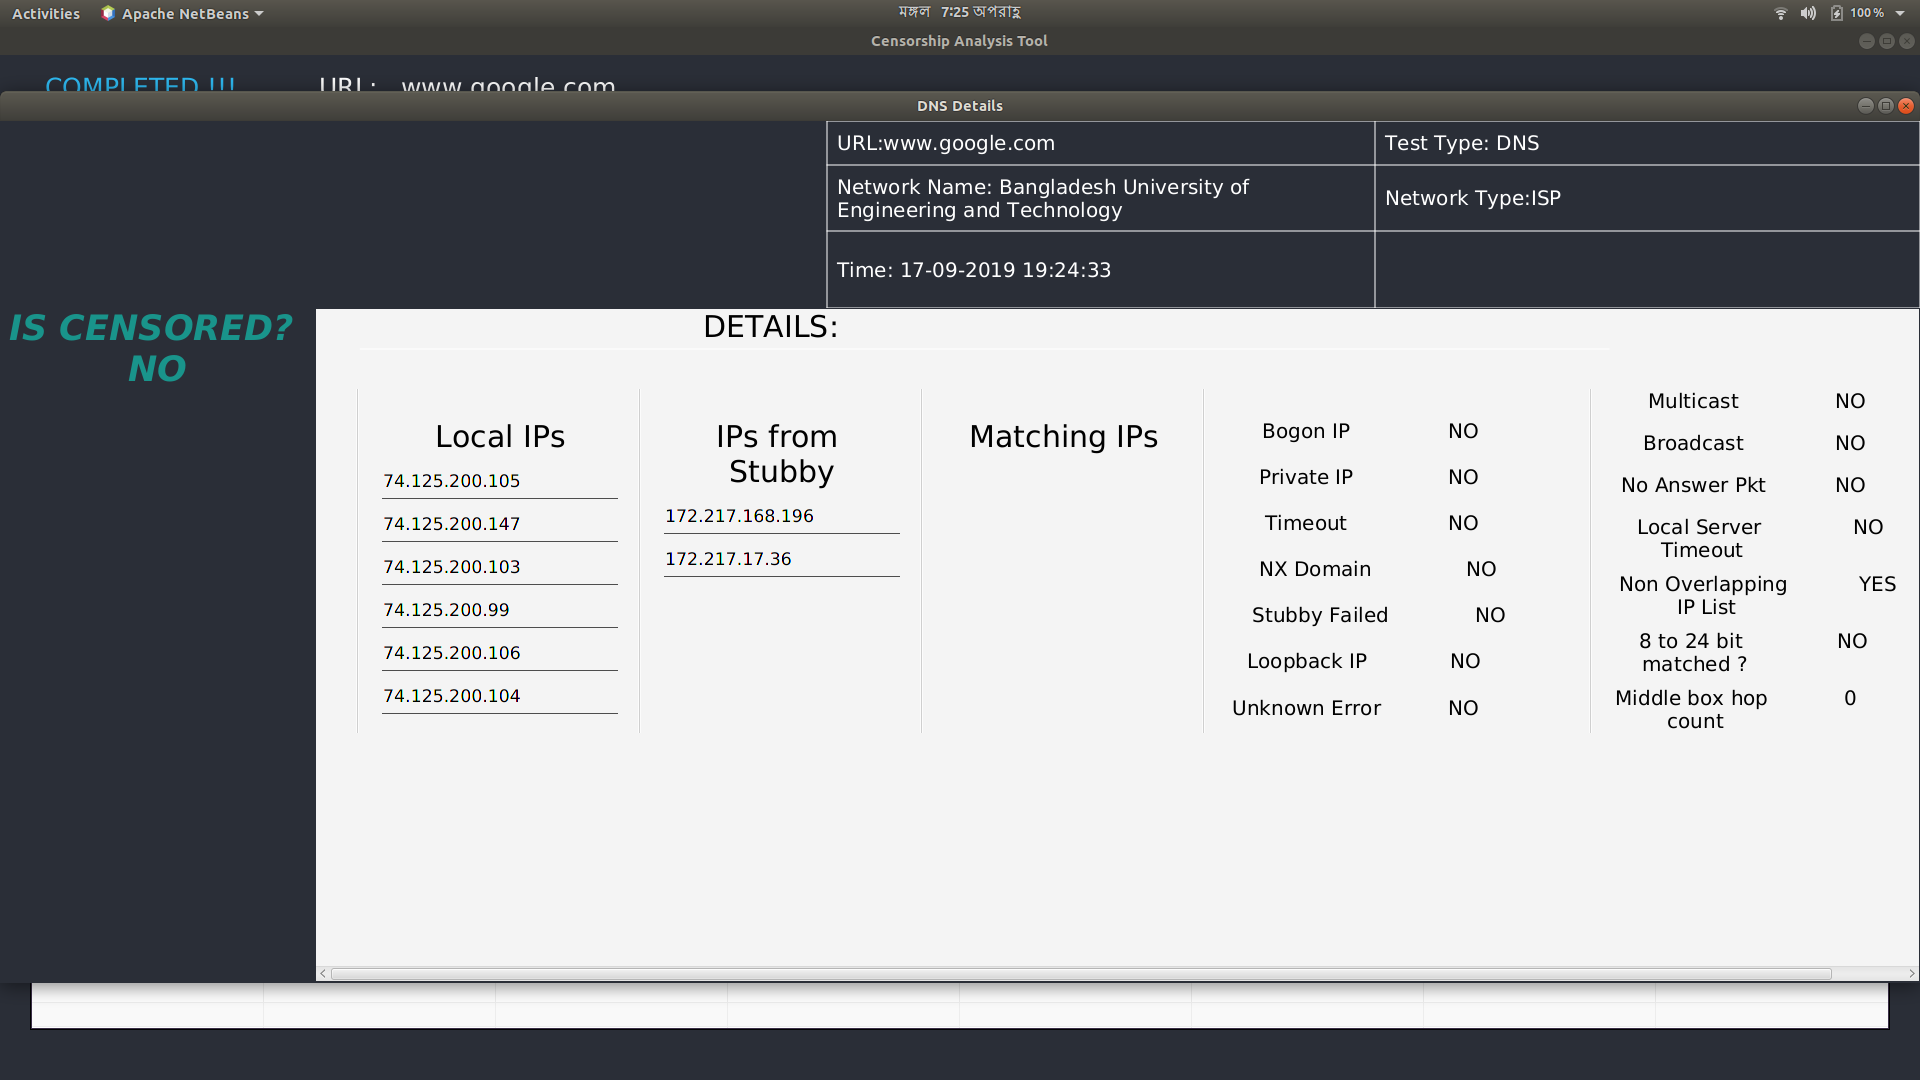 Activities Apache NetBeans মঙ্গল 7:25 অপরাহ্ণ 100 %
Censorship Analysis Tool
COMPLETED !!! URL: www.google.com
DNS Details
URL:www.google.com Test Type: DNS
Network Name: Bangladesh University of
Engineering and Technology
Network Type:ISP
Time: 17-09-2019 19:24:33
IS CENSORED?
NO
DETAILS:
Local IPs
74.125.200.105
74.125.200.147
74.125.200.103
74.125.200.99
74.125.200.106
74.125.200.104
IPs from
Stubby
172.217.168.196
172.217.17.36
Matching IPs
Bogon IP NO
Private IP NO
Timeout NO
NX Domain NO
Stubby Failed NO
Loopback IP NO
Unknown Error NO
Multicast NO
Broadcast NO
No Answer Pkt NO
Local Server NO
Timeout
Non Overlapping YES
IP List
8 to 24 bit NO
matched ?
Middle box hop 0
count